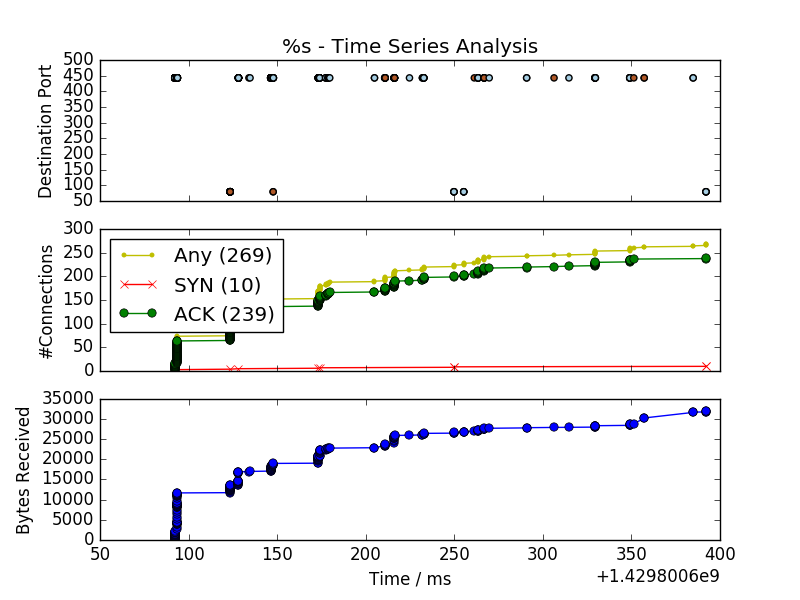 %s - Time Series Analysis
500
450
400
350
300
250
200
150
100
50
Destination Port
300
250
200
150
100
50
0
#Connections
Any (269)
SYN (10)
ACK (239)
35000
30000
25000
20000
15000
10000
5000
0
Bytes Received
50 100 150 200 250 300 350 400
Time / ms
+1.4298006e9